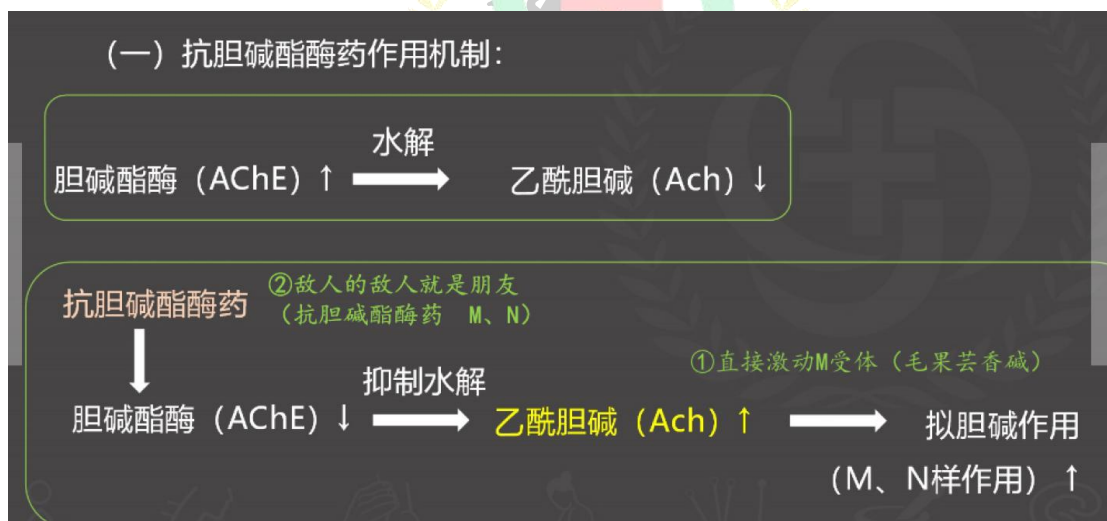 （一）抗胆碱酯酶药作用机制：
水解
胆碱酯酶（AChE）↑ 乙酰胆碱（Ach）↓
②敌人的敌人就是朋友
抗胆碱酯酶药
（抗胆碱酯酶药 M、N）
①直接激动M受体（毛果芸香碱）
抑制水解
胆碱酯酶（AChE）↓ 乙酰胆碱（Ach）↑ 拟胆碱作用
（M、N样作用）↑